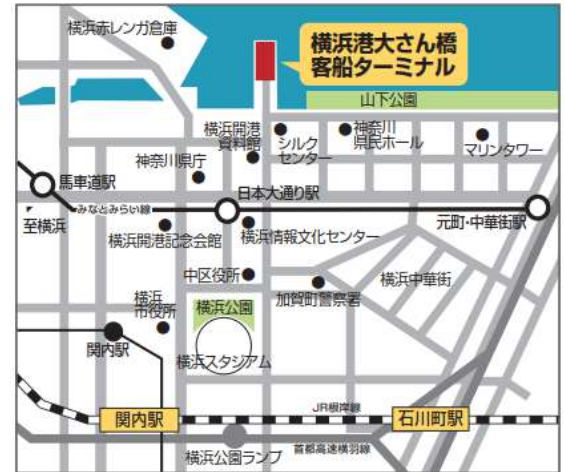 横浜赤レンガ倉庫
横浜港大さん橋
客船ターミナル
山下公園
横浜開港
資料館
シルク
センター
神奈川
県民ホール
マリンタワー
神奈川県庁
馬車道駅
日本大通り駅
みなとみらい線
至横浜
元町・中華街駅
横浜開港記念会館
横浜情報文化センター
中区役所
加賀町警察署
横浜中華街
横浜
市役所
横浜公園
関内駅
横浜スタジアム
JR根岸線
関内駅
石川町駅
首都高速横羽線
横浜公園ランプ